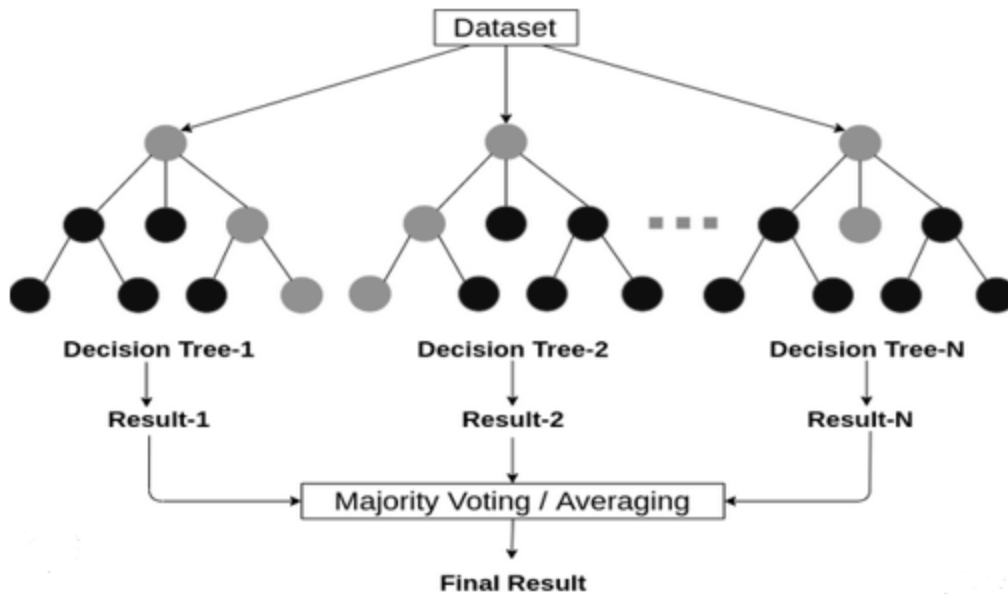 Dataset
Decision Tree-1
Decision Tree-2
Decision Tree-N
Result-1
Result-2
Result-N
Majority Voting / Averaging
Final Result